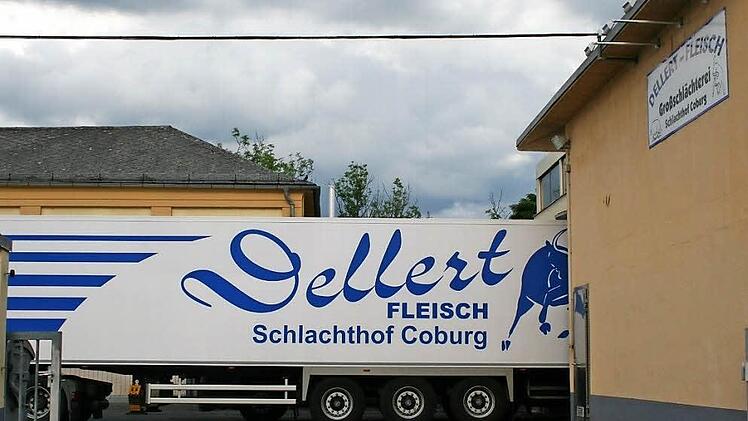 Dellert
FLEISCH
Schlachthof Coburg
DELLERT - FLEISCH
Großschlächterei
Schlachthof Coburg